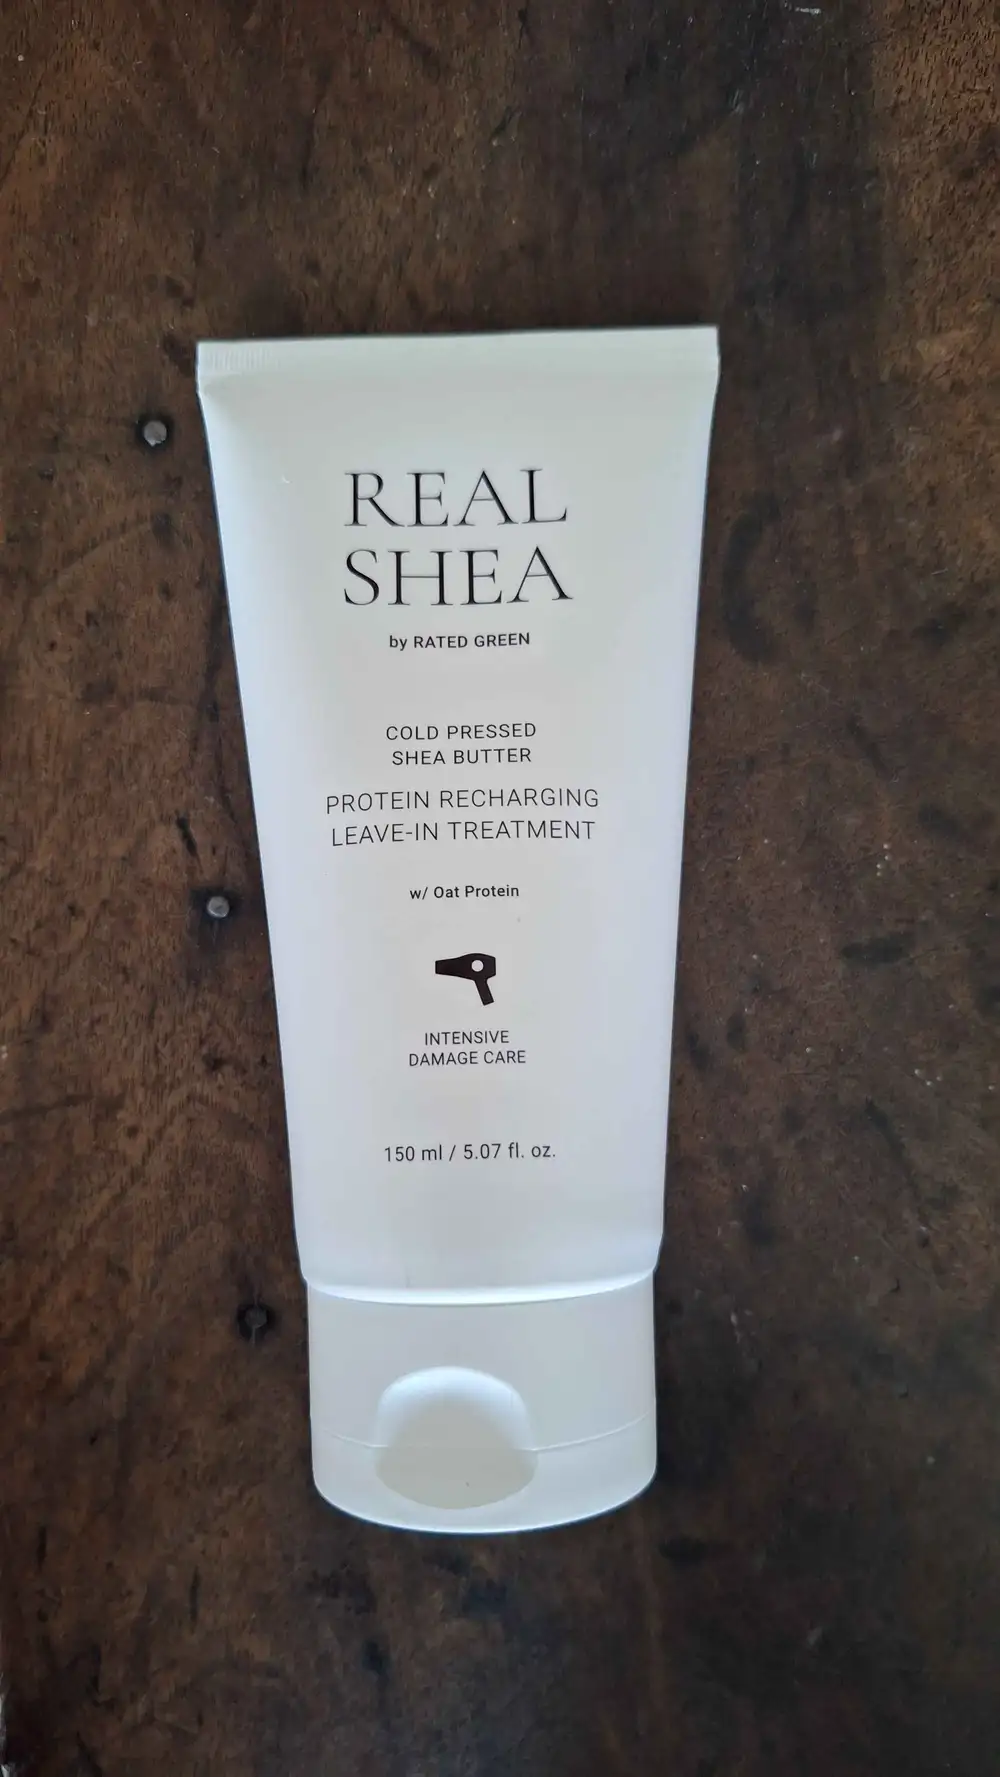 REAL
SHEA
by RATED GREEN
COLD PRESSED
SHEA BUTTER
PROTEIN RECHARGING
LEAVE-IN TREATMENT
w/ Oat Protein
INTENSIVE
DAMAGE CARE
150 ml / 5.07 fl. oz.